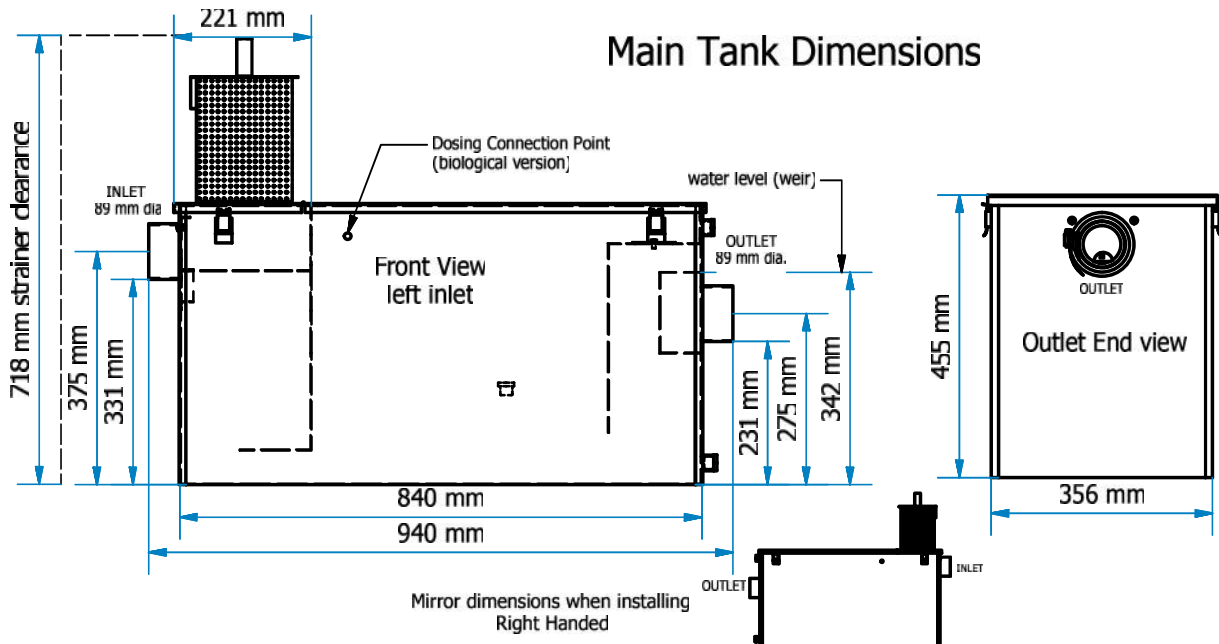 221 mm
Main Tank Dimensions
718 mm strainer clearance
Dosing Connection Point
(biological version)
water level (weir)
INLET
89 mm dia
375 mm
331 mm
Front View
left inlet
OUTLET
89 mm dia.
231 mm
275 mm
342 mm
840 mm
940 mm
455 mm
OUTLET
Outlet End view
356 mm
Mirror dimensions when installing
Right Handed
OUTLET
INLET